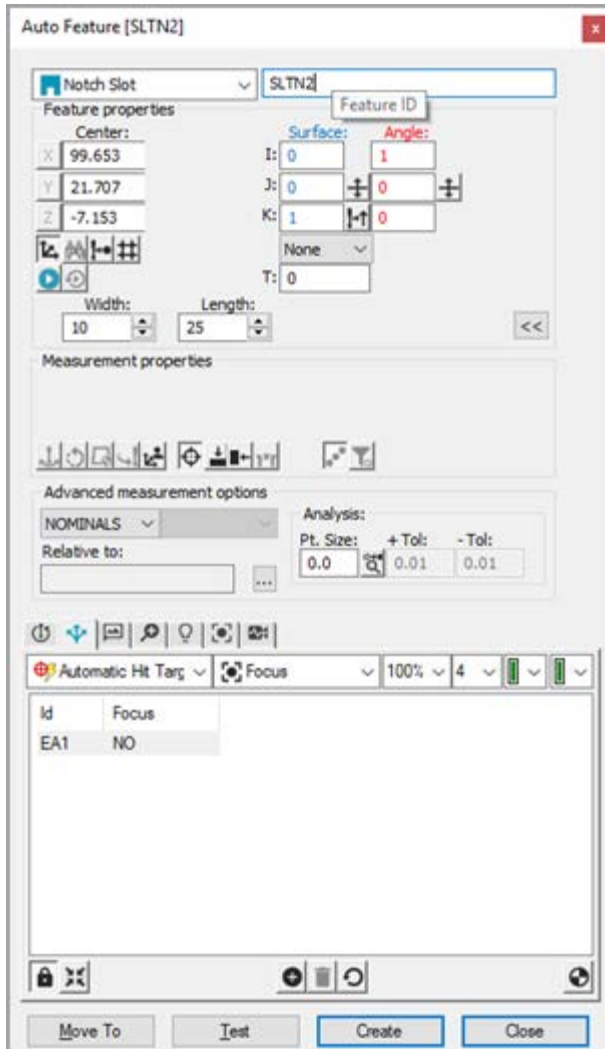 Auto Feature [SLTN2]
x
Notch Slot SLTN2
Feature ID
Feature properties
Center: Surface: Angle:
X 99.653 I: 0 1
Y 21.707 J: 0 0
Z -7.153 K: 1 0
None
T: 0
Width: Length:
10 25 <<
Measurement properties
Advanced measurement options
NOMINALS
Analysis:
Relative to:
Pt. Size: + Tol: - Tol:
0.0 0.01 0.01
...
Automatic Hit Targ Focus 100% 4
Id Focus
EA1 NO
Move To Test Create Close